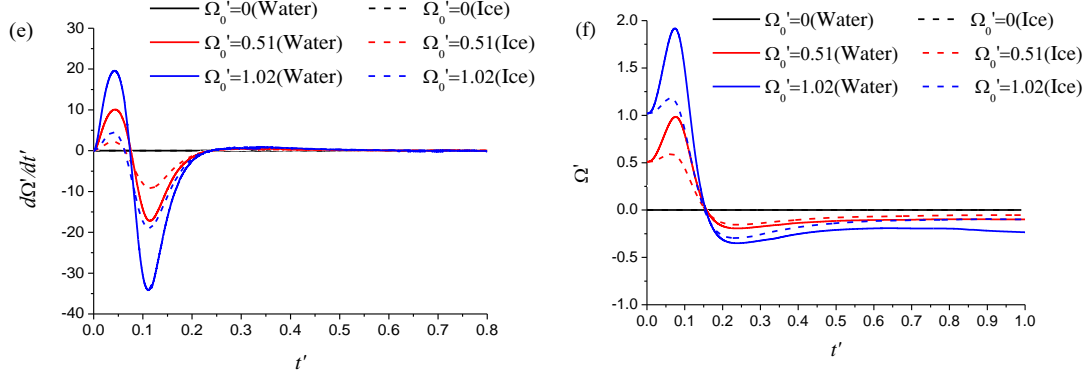 (e)
Ω₀'=0(Water) Ω₀'=0(Ice)
Ω₀'=0.51(Water) Ω₀'=0.51(Ice)
Ω₀'=1.02(Water) Ω₀'=1.02(Ice)
30
20
10
0
-10
-20
-30
-40
dΩ'/dt'
0.0 0.1 0.2 0.3 0.4 0.5 0.6 0.7 0.8
t'
(f)
Ω₀'=0(Water) Ω₀'=0(Ice)
Ω₀'=0.51(Water) Ω₀'=0.51(Ice)
Ω₀'=1.02(Water) Ω₀'=1.02(Ice)
2.0
1.5
1.0
0.5
0.0
-0.5
-1.0
Ω'
0.0 0.1 0.2 0.3 0.4 0.5 0.6 0.7 0.8 0.9 1.0
t'